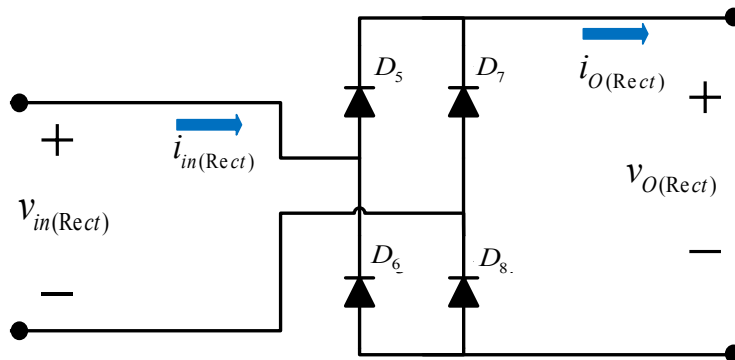 D5
D7
iO(Rect)
+
+
iin(Rect)
vin(Rect)
vO(Rect)
D6
D8
−
−